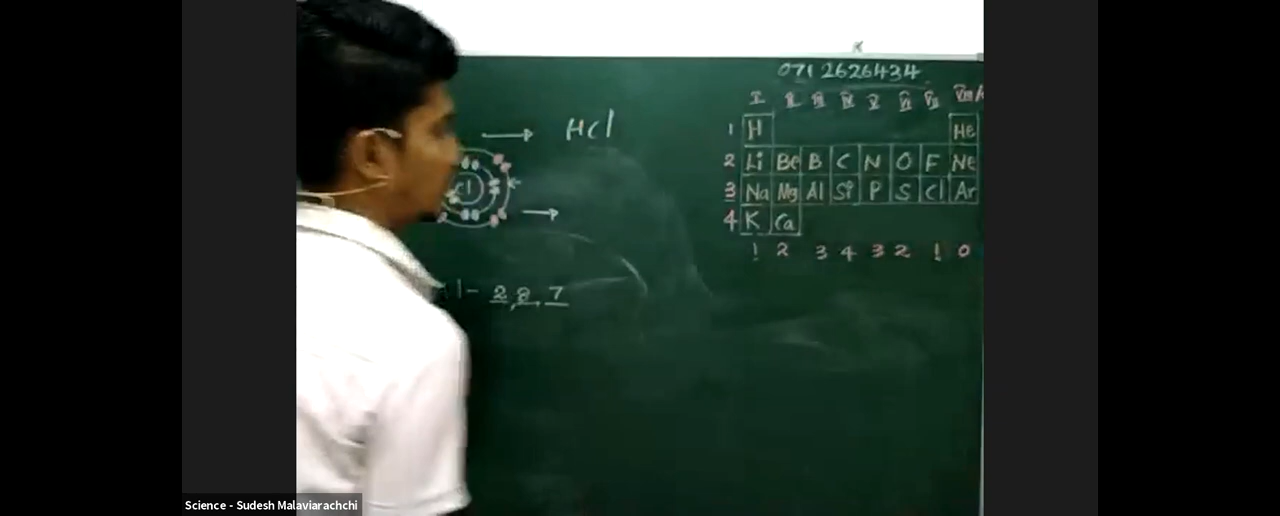 071 2626434
I II III IV V VI VII VIII/
1 H He
2 Li Be B C N O F Ne
3 Na Mg Al Si P S Cl Ar
4 K Ca
1 2 3 4 3 2 1 0
→ HCl
Cl
→
l - 2, 8, 7
Science - Sudesh Malaviarachchi